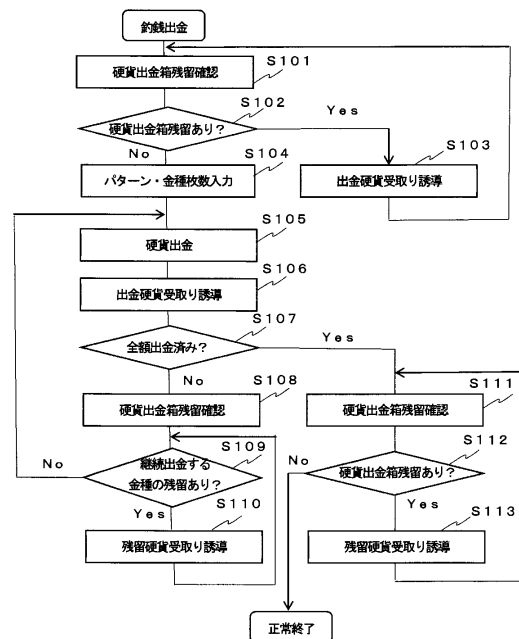 釣銭出金
S101
硬貨出金箱残留確認
S102
硬貨出金箱残留あり？
Yes
No
S103
出金硬貨受取り誘導
S104
パターン・金種枚数入力
S105
硬貨出金
S106
出金硬貨受取り誘導
S107
全額出金済み？
Yes
No
S108
硬貨出金箱残留確認
S109
継続出金する
金種の残留あり？
No
Yes
S110
残留硬貨受取り誘導
S111
硬貨出金箱残留確認
S112
硬貨出金箱残留あり？
No
Yes
S113
残留硬貨受取り誘導
正常終了